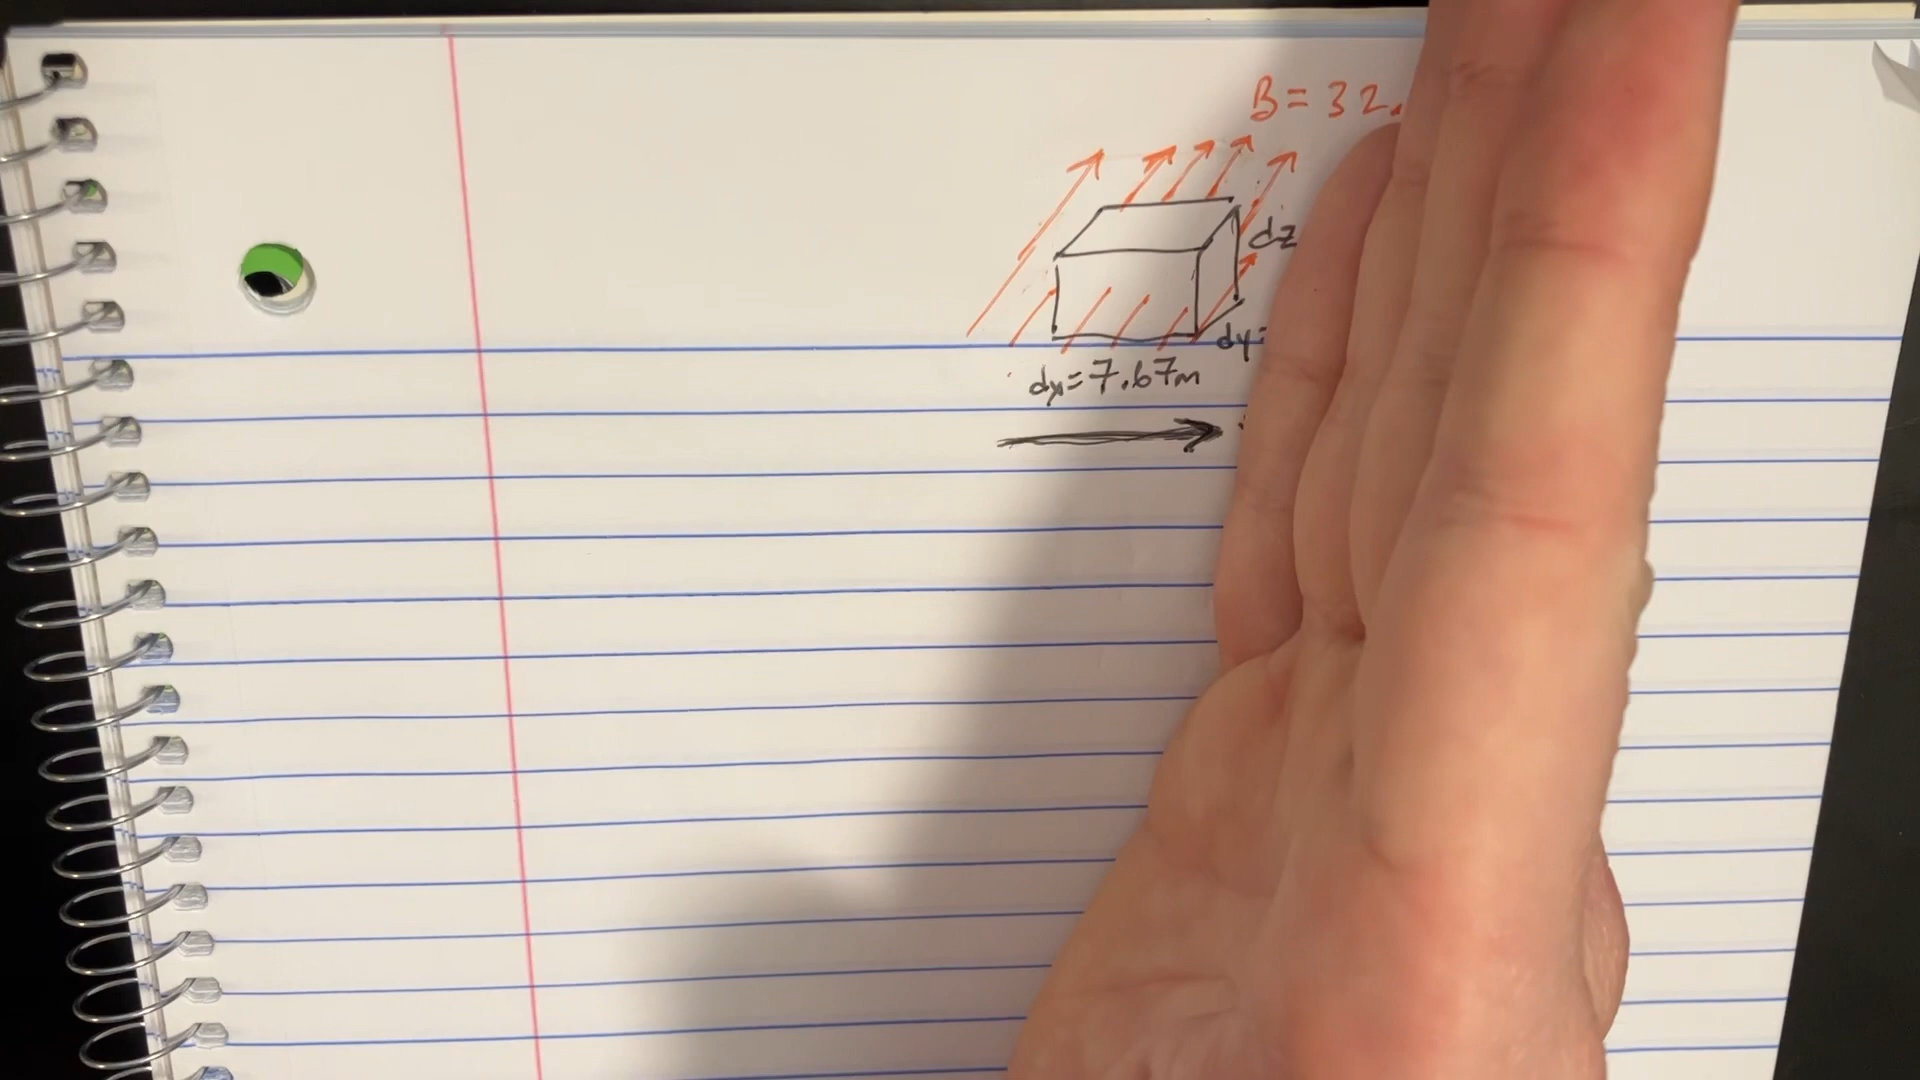 B = 32.
dz
dy=
dx = 7.67m